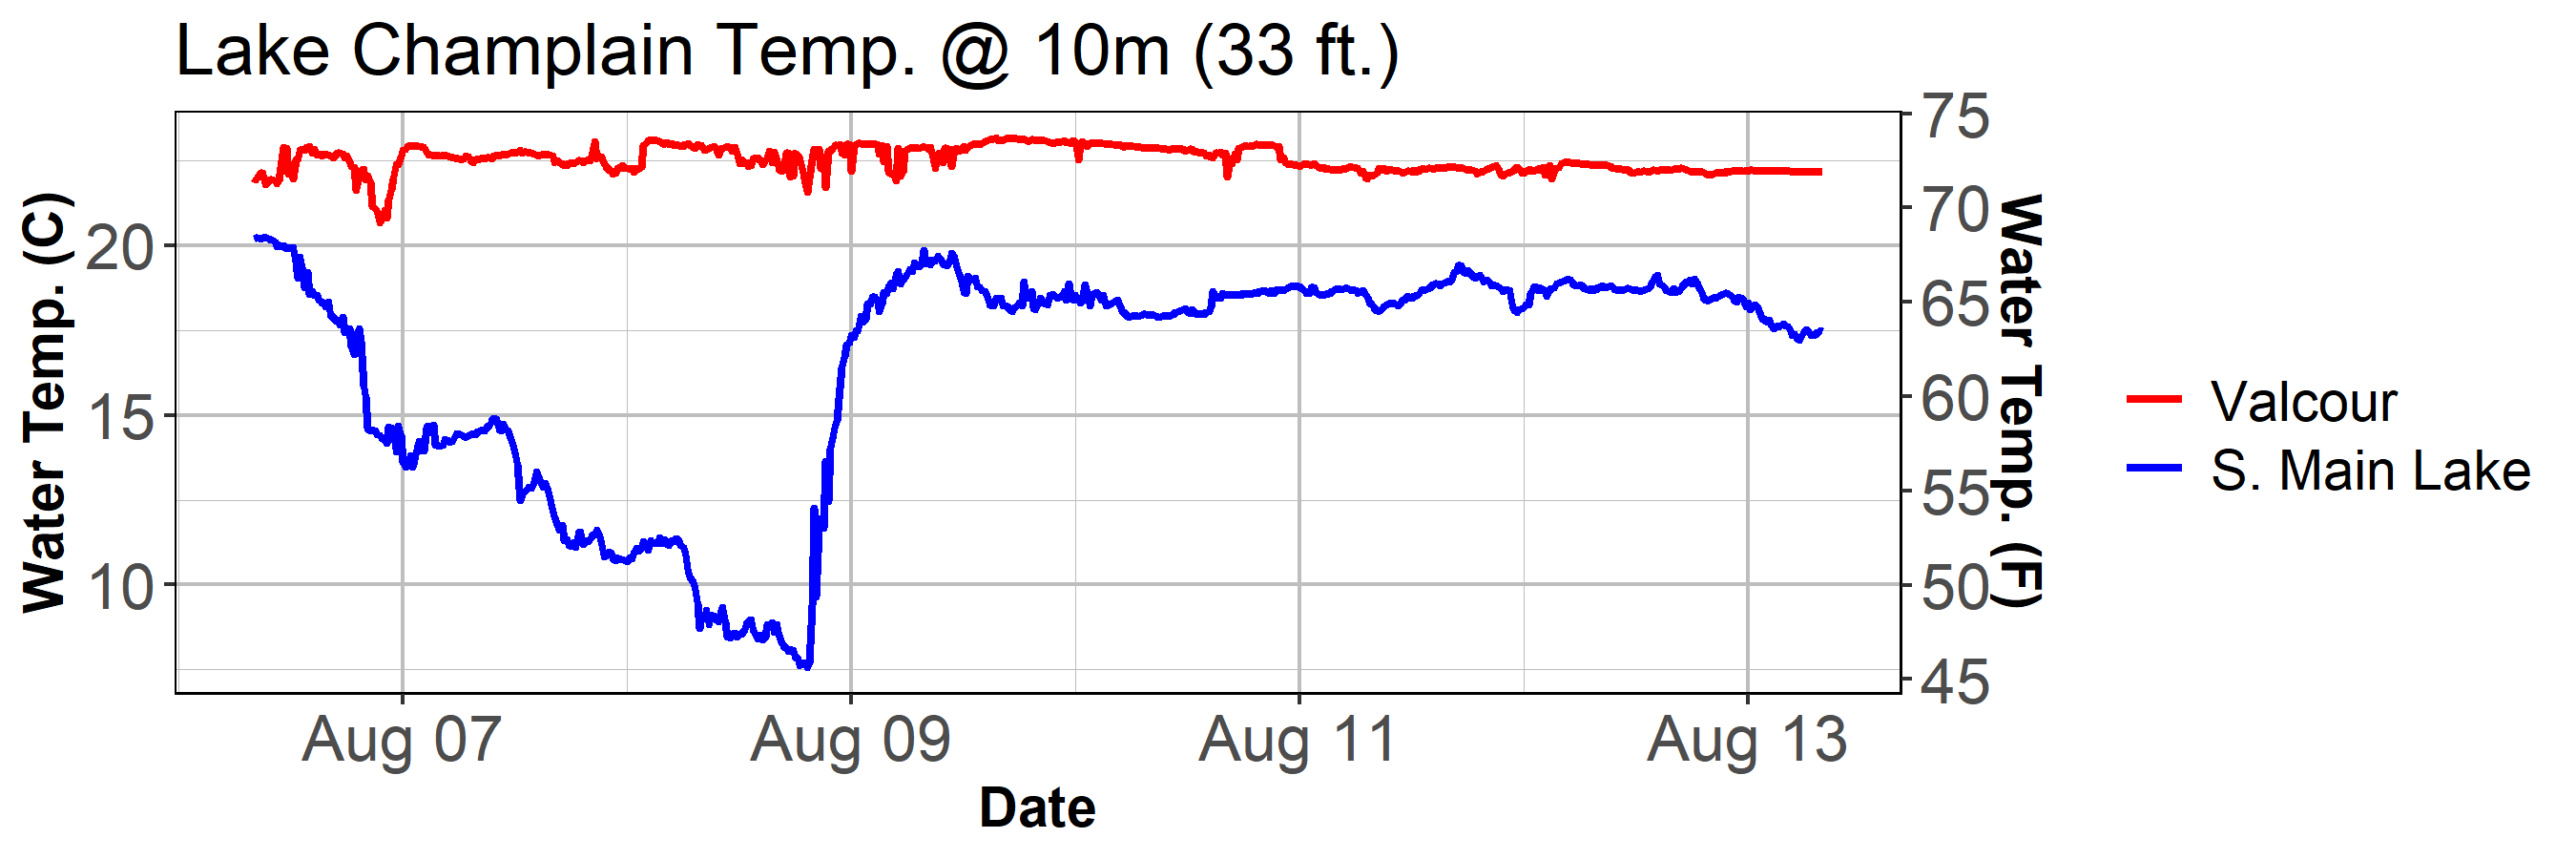 Lake Champlain Temp. @ 10m (33 ft.)
Water Temp. (C)
20
15
10
75
70
65
60
55
50
45
Water Temp. (F)
Aug 07
Aug 09
Aug 11
Aug 13
Date
Valcour
S. Main Lake